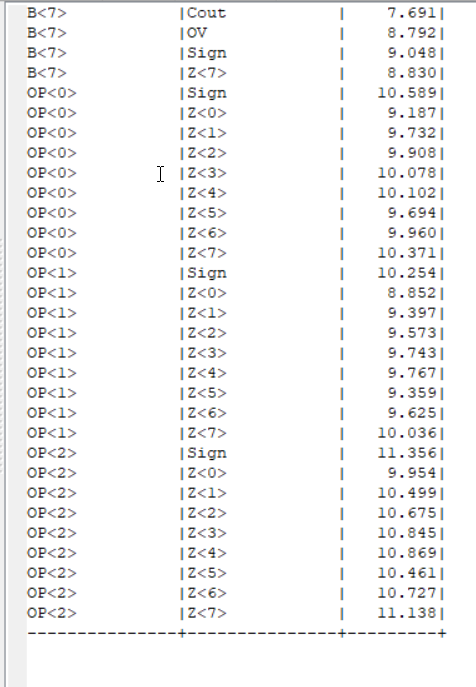 B<7> |Cout | 7.691|
B<7> |OV | 8.792|
B<7> |Sign | 9.048|
B<7> |Z<7> | 8.830|
OP<0> |Sign | 10.589|
OP<0> |Z<0> | 9.187|
OP<0> |Z<1> | 9.732|
OP<0> |Z<2> | 9.908|
OP<0> |Z<3> | 10.078|
OP<0> |Z<4> | 10.102|
OP<0> |Z<5> | 9.694|
OP<0> |Z<6> | 9.960|
OP<0> |Z<7> | 10.371|
OP<1> |Sign | 10.254|
OP<1> |Z<0> | 8.852|
OP<1> |Z<1> | 9.397|
OP<1> |Z<2> | 9.573|
OP<1> |Z<3> | 9.743|
OP<1> |Z<4> | 9.767|
OP<1> |Z<5> | 9.359|
OP<1> |Z<6> | 9.625|
OP<1> |Z<7> | 10.036|
OP<2> |Sign | 11.356|
OP<2> |Z<0> | 9.954|
OP<2> |Z<1> | 10.499|
OP<2> |Z<2> | 10.675|
OP<2> |Z<3> | 10.845|
OP<2> |Z<4> | 10.869|
OP<2> |Z<5> | 10.461|
OP<2> |Z<6> | 10.727|
OP<2> |Z<7> | 11.138|
---------------+---------------+---------+